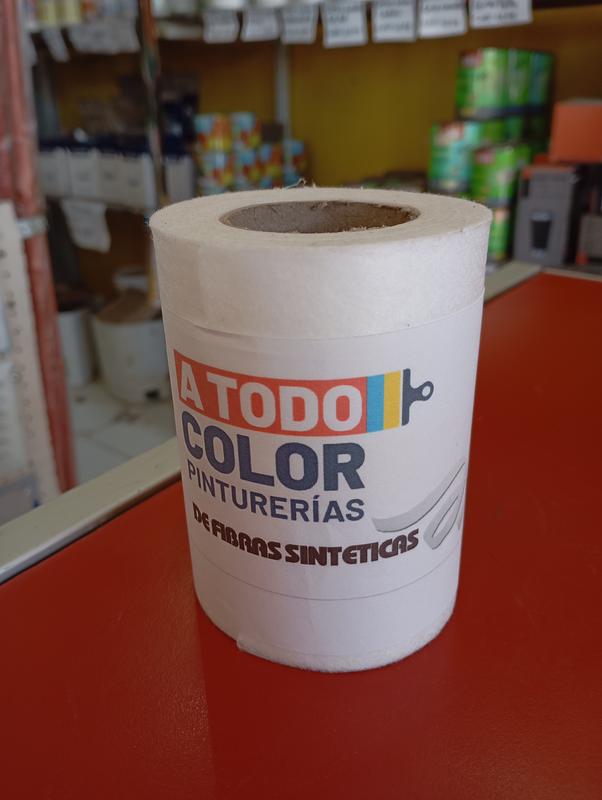 A TODO
COLOR
PINTURERÍAS
DE FIBRAS SINTETICAS